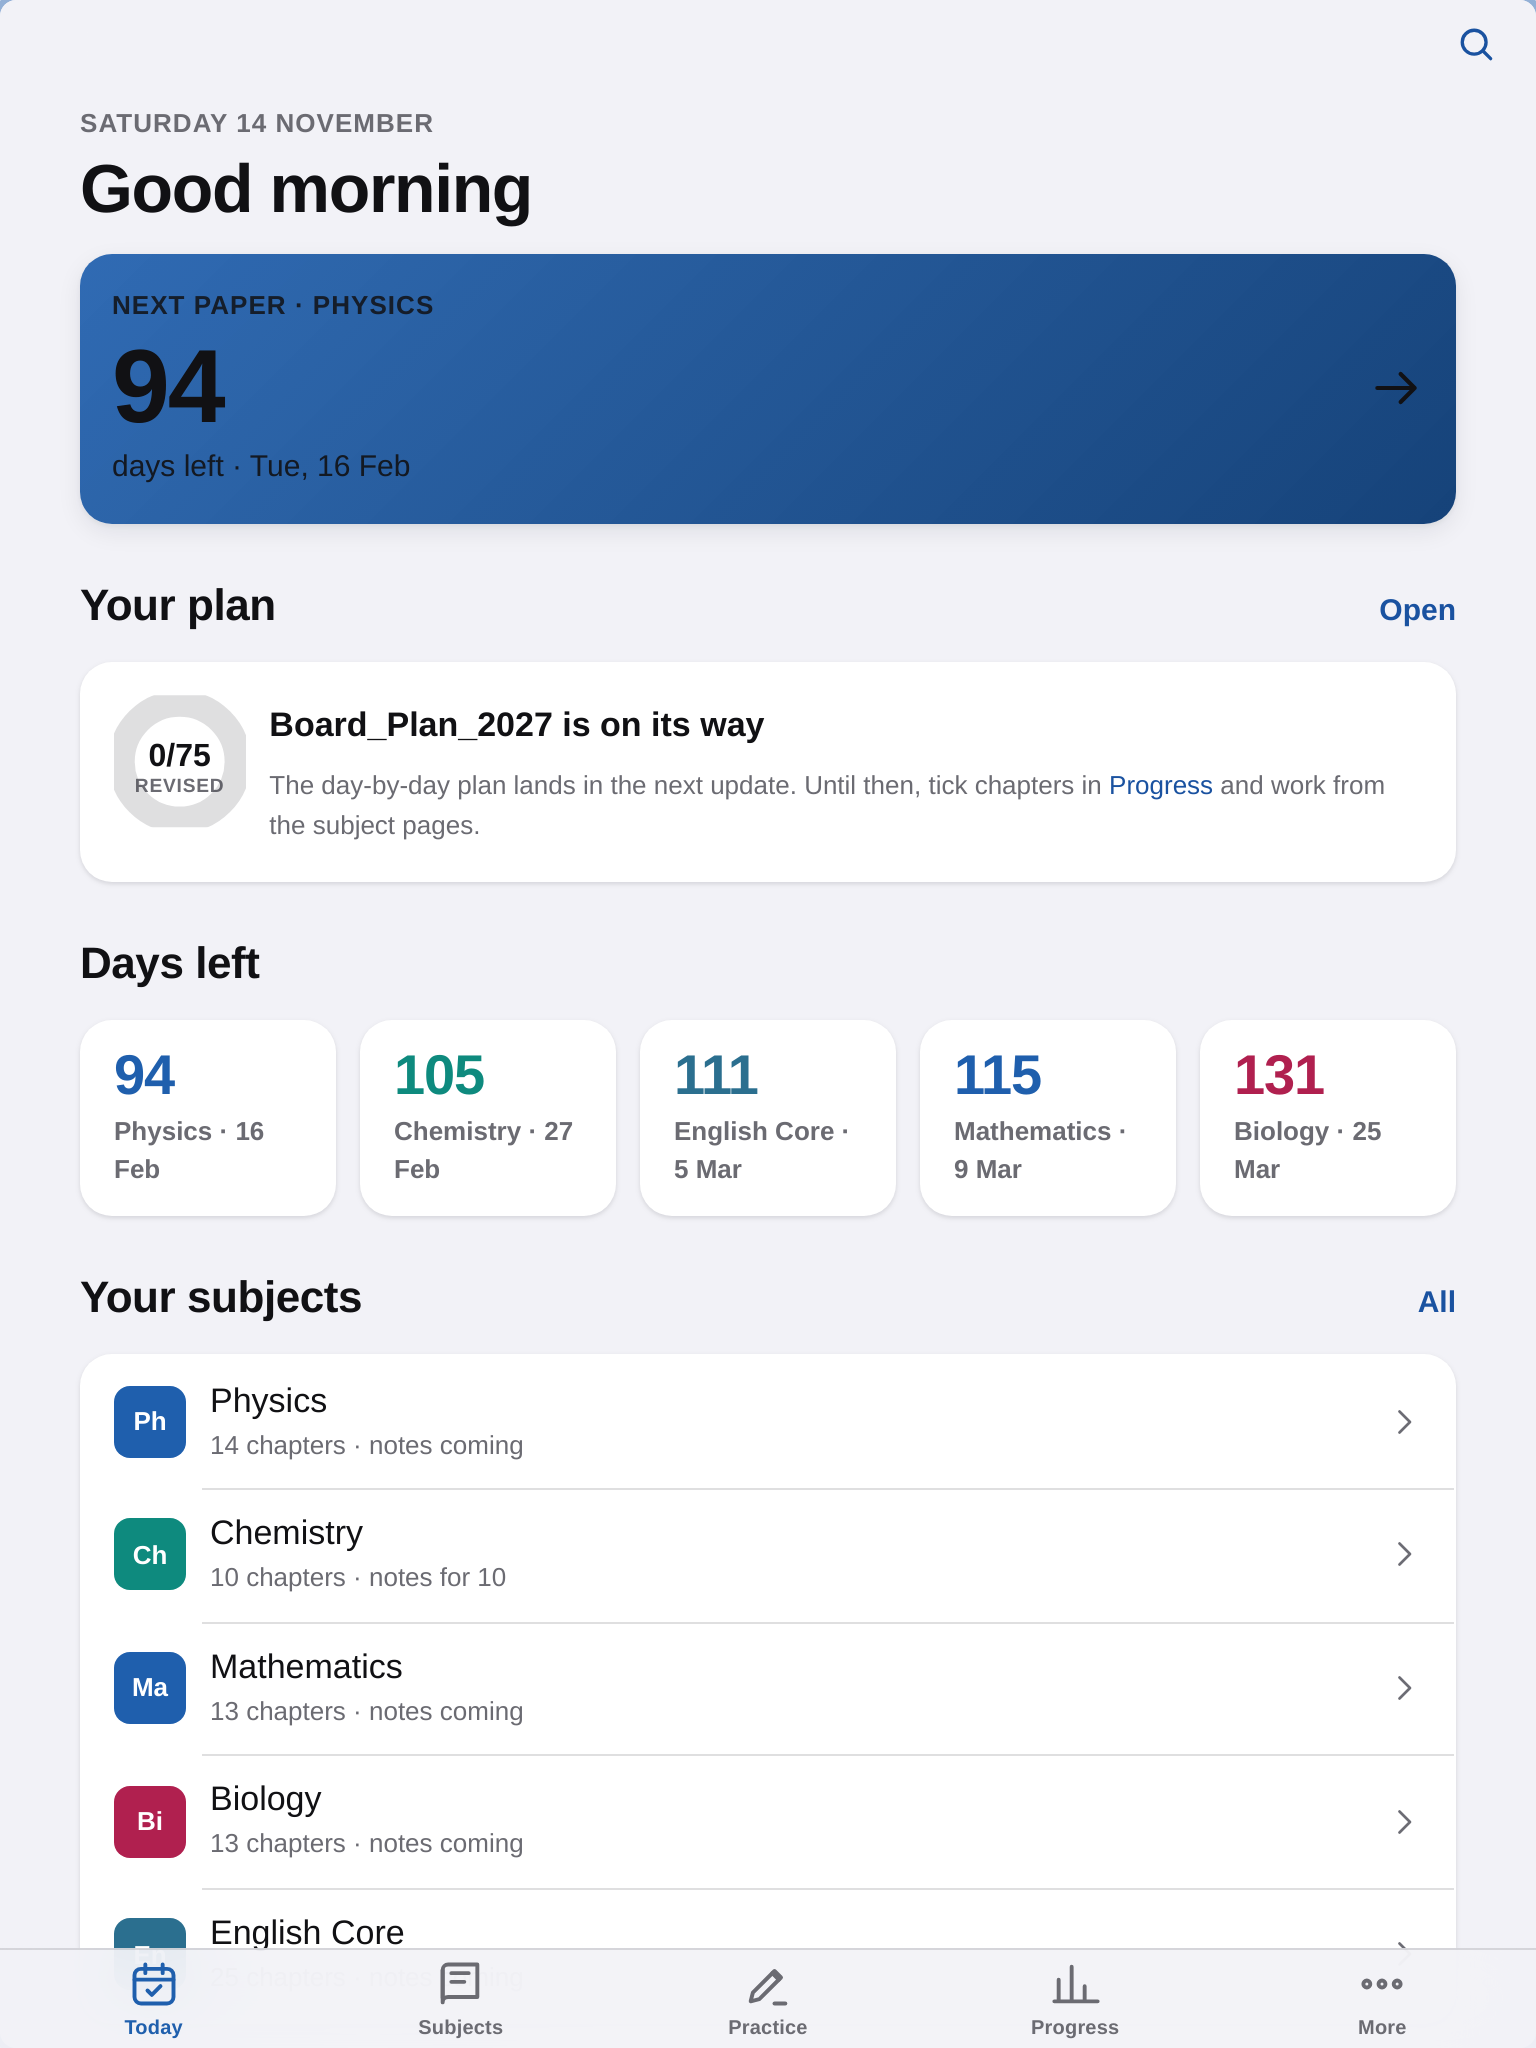 SATURDAY 14 NOVEMBER
Good morning
NEXT PAPER · PHYSICS
94
days left · Tue, 16 Feb
Your plan
Open
0/75
REVISED
Board_Plan_2027 is on its way
The day-by-day plan lands in the next update. Until then, tick chapters in Progress and work from
the subject pages.
Days left
94
Physics · 16
Feb
105
Chemistry · 27
Feb
111
English Core ·
5 Mar
115
Mathematics ·
9 Mar
131
Biology · 25
Mar
Your subjects
All
Ph
Physics
14 chapters · notes coming
Ch
Chemistry
10 chapters · notes for 10
Ma
Mathematics
13 chapters · notes coming
Bi
Biology
13 chapters · notes coming
English Core
Today
Subjects
Practice
Progress
More